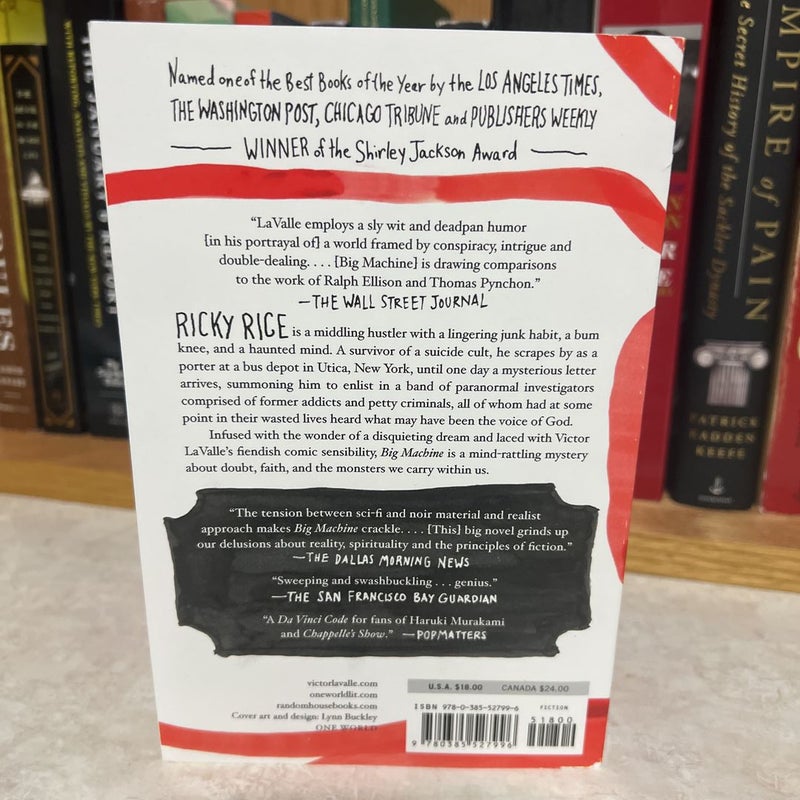 Named one of the Best Books of the Year by the LOS ANGELES TIMES,
THE WASHINGTON POST, CHICAGO TRIBUNE and PUBLISHERS WEEKLY
— WINNER of the Shirley Jackson Award —
“LaValle employs a sly wit and deadpan humor
[in his portrayal of] a world framed by conspiracy, intrigue and
double-dealing. . . . [Big Machine] is drawing comparisons
to the work of Ralph Ellison and Thomas Pynchon.”
—THE WALL STREET JOURNAL
RICKY RICE is a middling hustler with a lingering junk habit, a bum
knee, and a haunted mind. A survivor of a suicide cult, he scrapes by as a
porter at a bus depot in Utica, New York, until one day a mysterious letter
arrives, summoning him to enlist in a band of paranormal investigators
comprised of former addicts and petty criminals, all of whom had at some
point in their wasted lives heard what may have been the voice of God.
Infused with the wonder of a disquieting dream and laced with Victor
LaValle’s fiendish comic sensibility, Big Machine is a mind-rattling mystery
about doubt, faith, and the monsters we carry within us.
“The tension between sci-fi and noir material and realist
approach makes Big Machine crackle. . . . [This] big novel grinds up
our delusions about reality, spirituality and the principles of fiction.”
—THE DALLAS MORNING NEWS
“Sweeping and swashbuckling . . . genius.”
—THE SAN FRANCISCO BAY GUARDIAN
“A Da Vinci Code for fans of Haruki Murakami
and Chappelle’s Show.” —POPMATTERS
victorlavalle.com
oneworldlit.com
randomhousebooks.com
Cover art and design: Lynn Buckley
ONE WORLD
U.S.A. $18.00 CANADA $24.00
ISBN 978-0-385-52799-6 FICTION
51800
9 780385 527996
EMPIRE of PAIN
The Secret History of the Sackler Dynasty
PATRICK
RADDEN
KEEFE